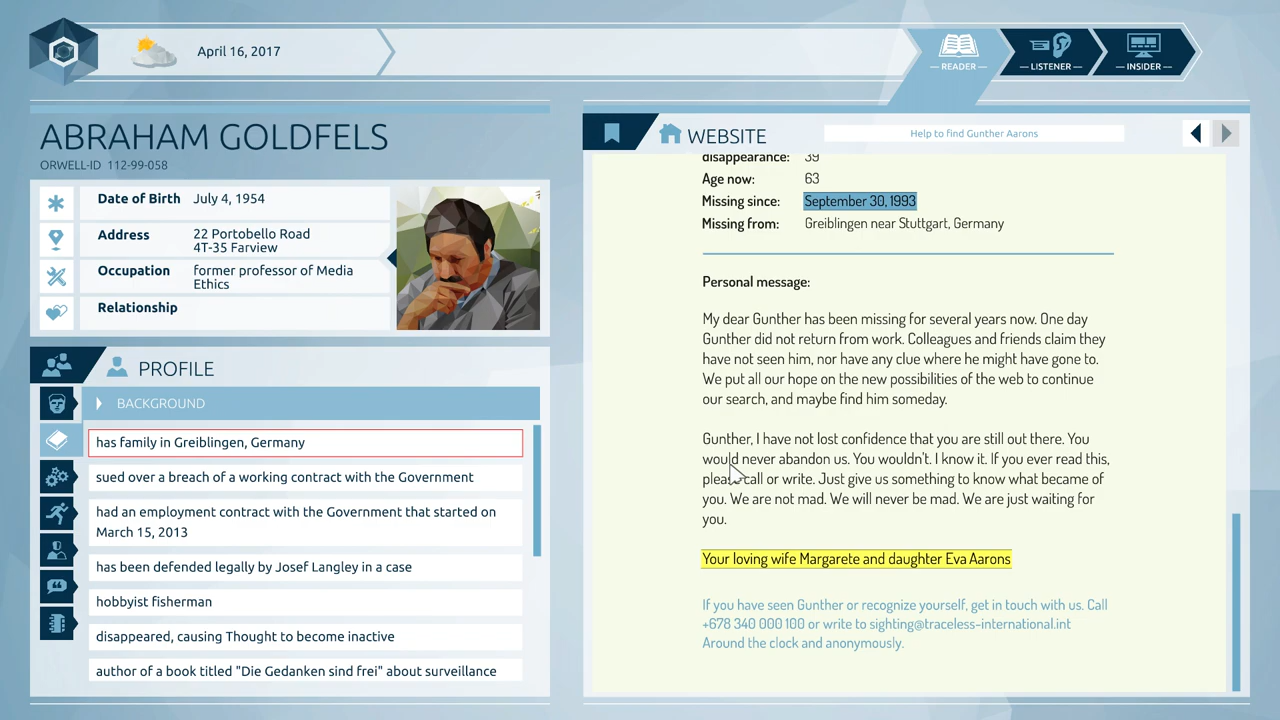 April 16, 2017
— READER —
— LISTENER —
— INSIDER —
ABRAHAM GOLDFELS
ORWELL-ID 112-99-058
Date of Birth July 4, 1954
Address 22 Portobello Road
4T-35 Farview
Occupation former professor of Media
Ethics
Relationship
PROFILE
BACKGROUND
has family in Greiblingen, Germany
sued over a breach of a working contract with the Government
had an employment contract with the Government that started on
March 15, 2013
has been defended legally by Josef Langley in a case
hobbyist fisherman
disappeared, causing Thought to become inactive
author of a book titled "Die Gedanken sind frei" about surveillance
WEBSITE
Help to find Gunther Aarons
disappearance: 39
Age now: 63
Missing since: September 30, 1993
Missing from: Greiblingen near Stuttgart, Germany
Personal message:
My dear Gunther has been missing for several years now. One day
Gunther did not return from work. Colleagues and friends claim they
have not seen him, nor have any clue where he might have gone to.
We put all our hope on the new possibilities of the web to continue
our search, and maybe find him someday.
Gunther, I have not lost confidence that you are still out there. You
would never abandon us. You wouldn't. I know it. If you ever read this,
please call or write. Just give us something to know what became of
you. We are not mad. We will never be mad. We are just waiting for
you.
Your loving wife Margarete and daughter Eva Aarons
If you have seen Gunther or recognize yourself, get in touch with us. Call
+678 340 000 100 or write to sighting@traceless-international.int
Around the clock and anonymously.